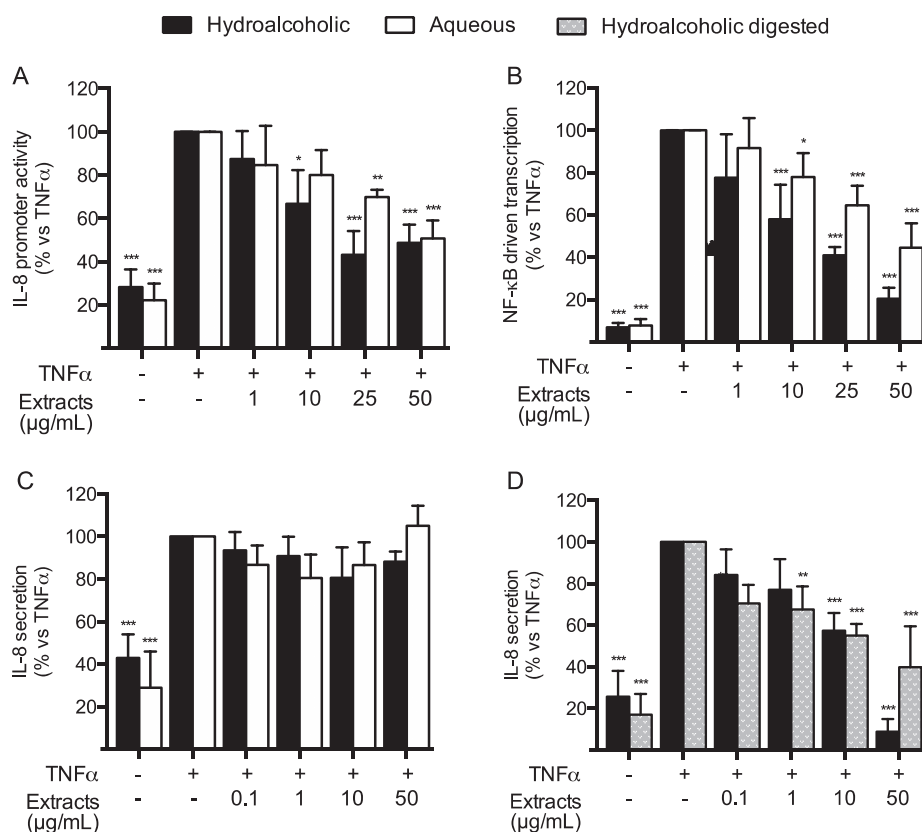 Hydroalcoholic Aqueous Hydroalcoholic digested
A
IL-8 promoter activity
(% vs TNFα)
120
100
80
60
40
20
*** *** * *** ** *** ***
TNFα - + + + + +
Extracts - - 1 10 25 50
(µg/mL)
B
NF-κB driven transcription
(% vs TNFα)
120
100
80
60
40
20
*** *** *** * *** *** *** ***
TNFα - + + + + +
Extracts - - 1 10 25 50
(µg/mL)
C
IL-8 secretion
(% vs TNFα)
120
100
80
60
40
20
*** ***
TNFα - + + + + +
Extracts - - 0.1 1 10 50
(µg/mL)
D
IL-8 secretion
(% vs TNFα)
120
100
80
60
40
20
*** *** ** *** *** *** ***
TNFα - + + + + +
Extracts - - 0.1 1 10 50
(µg/mL)